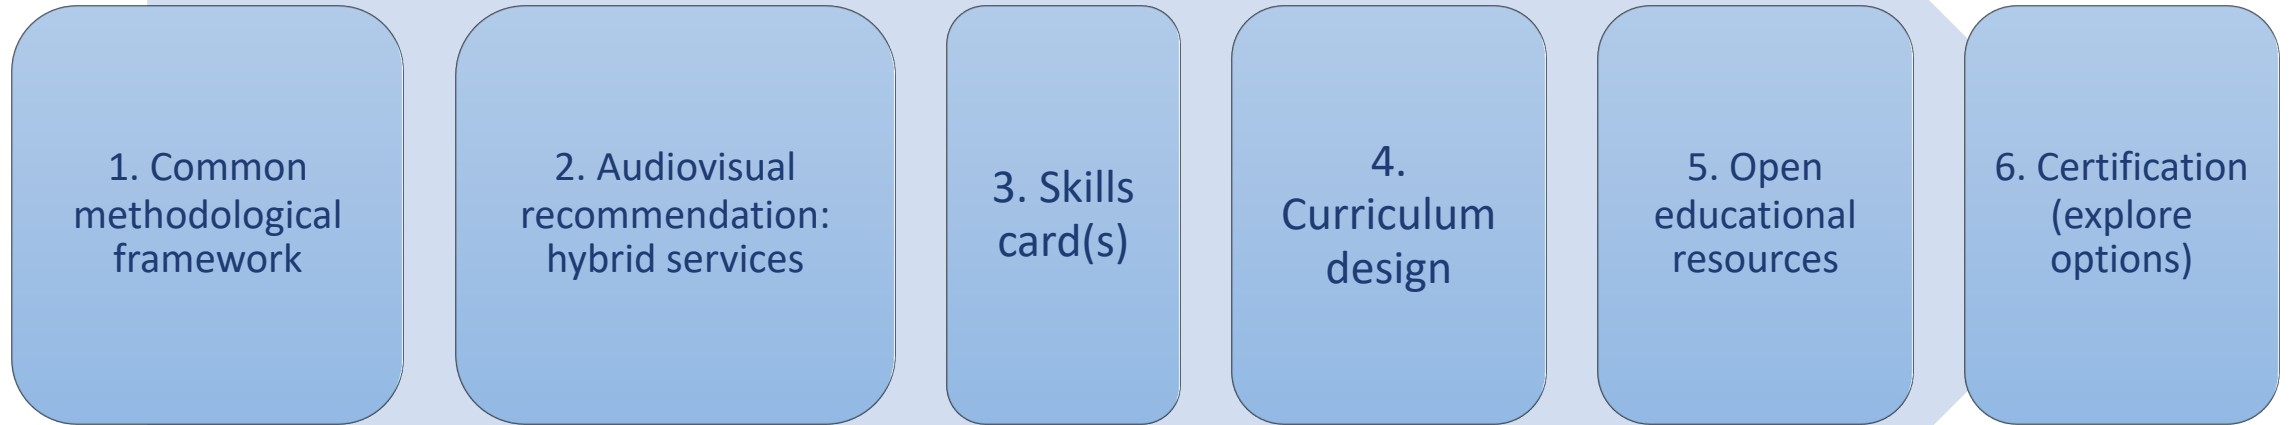 1. Common
methodological
framework
2. Audiovisual
recommendation:
hybrid services
3. Skills
card(s)
4.
Curriculum
design
5. Open
educational
resources
6. Certification
(explore
options)